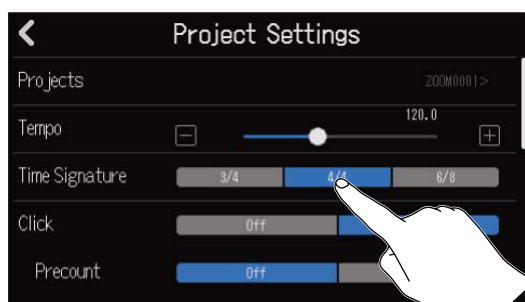 Project Settings
Projects ZOOM0001>
Tempo 120.0
Time Signature 3/4 4/4 6/8
Click Off
Precount Off